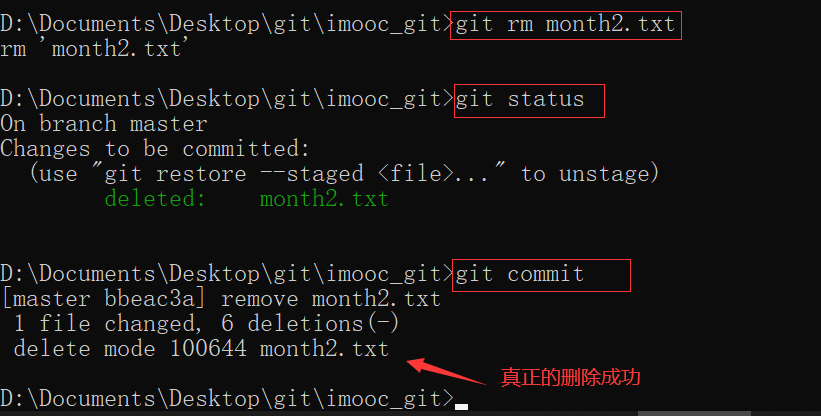 D:\Documents\Desktop\git\imooc_git>git rm month2.txt
rm 'month2.txt'
D:\Documents\Desktop\git\imooc_git>git status
On branch master
Changes to be committed:
  (use "git restore --staged <file>..." to unstage)
        deleted:    month2.txt
D:\Documents\Desktop\git\imooc_git>git commit
[master bbeac3a] remove month2.txt
 1 file changed, 6 deletions(-)
 delete mode 100644 month2.txt
真正的删除成功
D:\Documents\Desktop\git\imooc_git>